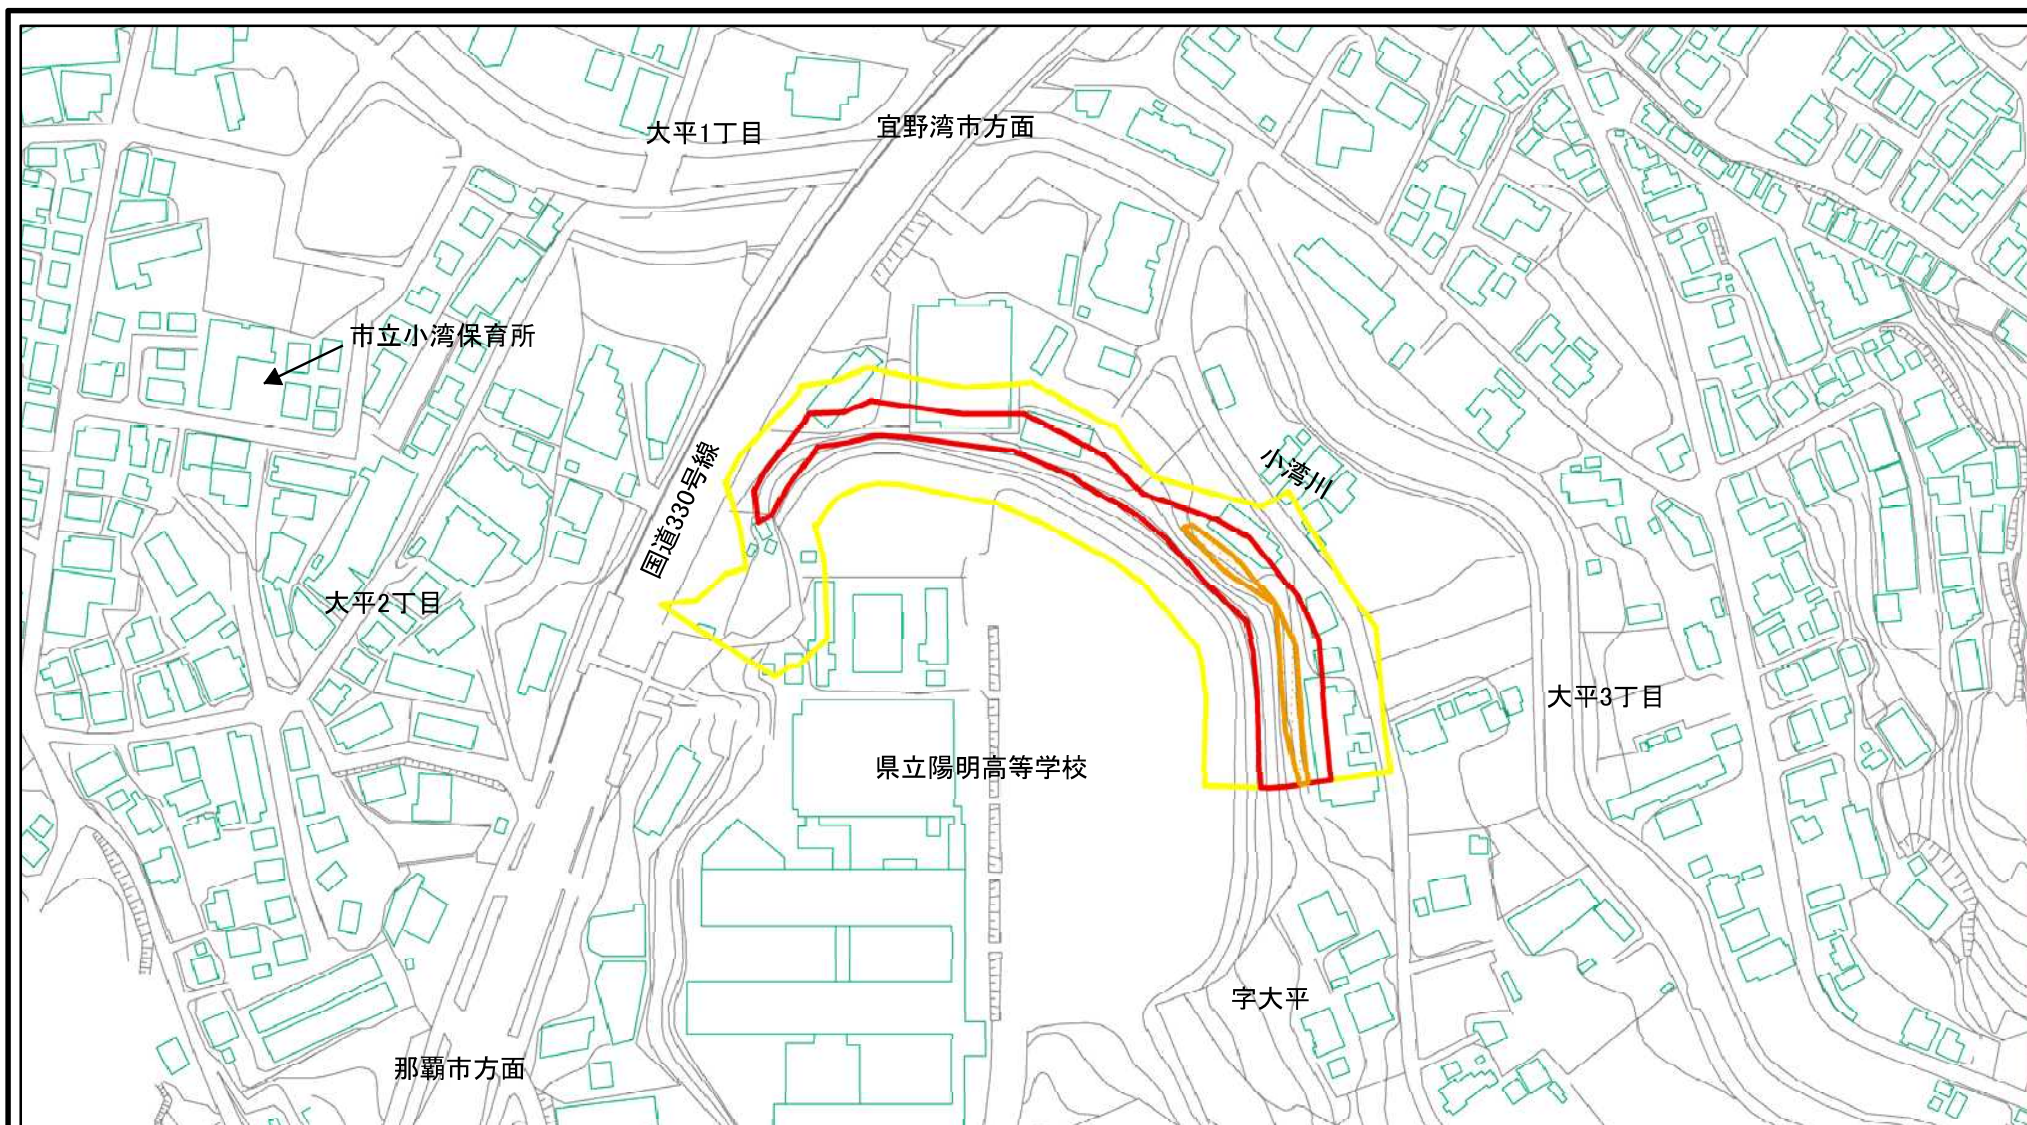 大平1丁目
宜野湾市方面
市立小湾保育所
国道330号線
小湾川
大平2丁目
大平3丁目
県立陽明高等学校
字大平
那覇市方面